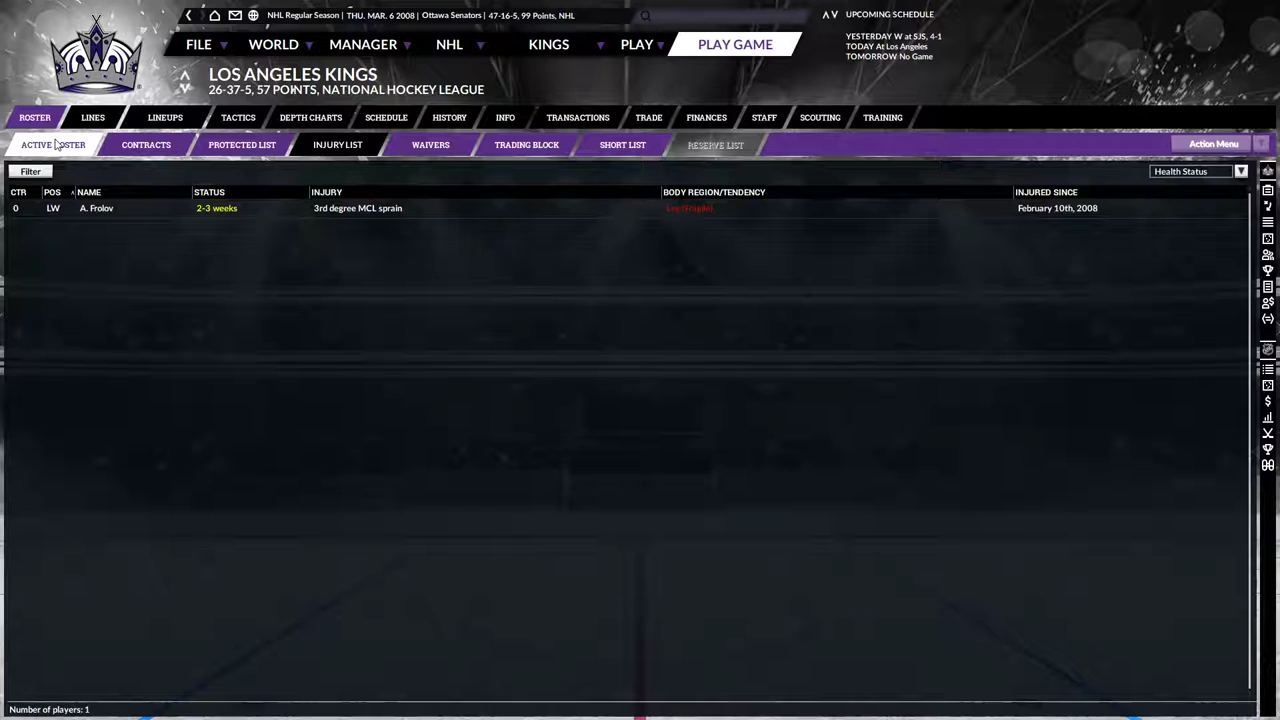 NHL Regular Season | THU. MAR. 6 2008 | Ottawa Senators | 47-16-5, 99 Points, NHL
UPCOMING SCHEDULE
YESTERDAY W at SJS, 4-1
TODAY At Los Angeles
TOMORROW No Game
FILE WORLD MANAGER NHL KINGS PLAY PLAY GAME
LOS ANGELES KINGS
26-37-5, 57 POINTS, NATIONAL HOCKEY LEAGUE
ROSTER LINES LINEUPS TACTICS DEPTH CHARTS SCHEDULE HISTORY INFO TRANSACTIONS TRADE FINANCES STAFF SCOUTING TRAINING
ACTIVE ROSTER CONTRACTS PROTECTED LIST INJURY LIST WAIVERS TRADING BLOCK SHORT LIST RESERVE LIST Action Menu
Filter Health Status
CTR POS NAME STATUS INJURY BODY REGION/TENDENCY INJURED SINCE
0 LW A. Frolov 2-3 weeks 3rd degree MCL sprain Leg (Fragile) February 10th, 2008
Number of players: 1